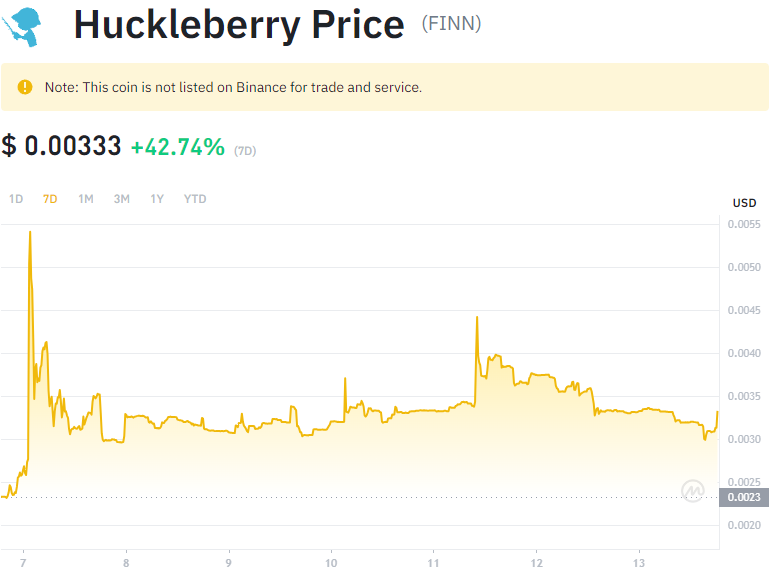 Huckleberry Price (FINN)
Note: This coin is not listed on Binance for trade and service.
$ 0.00333 +42.74% (7D)
1D 7D 1M 3M 1Y YTD
USD
0.0055
0.0050
0.0045
0.0040
0.0035
0.0030
0.0025
0.0023
0.0020
7 8 9 10 11 12 13